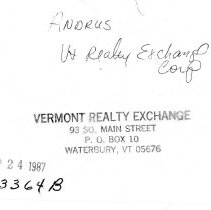 ANDRUS
Vt Realty Exchange
Corp
VERMONT REALTY EXCHANGE
93 SO. MAIN STREET
P. O. BOX 10
WATERBURY, VT 05676
P 24 1987
3364B